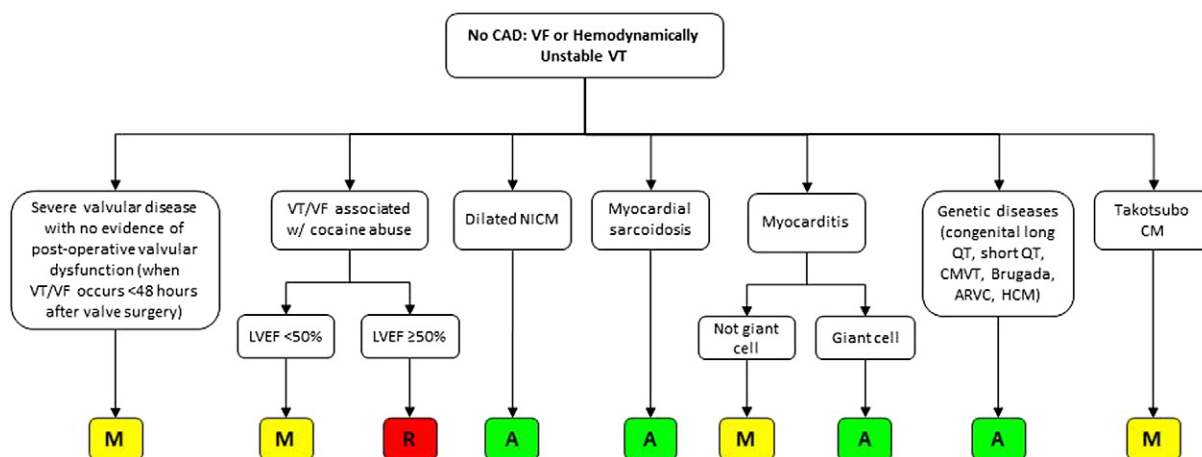 No CAD: VF or Hemodynamically
Unstable VT
Severe valvular disease
with no evidence of
post-operative valvular
dysfunction (when
VT/VF occurs <48 hours
after valve surgery)
VT/VF associated
w/ cocaine abuse
Dilated NICM
Myocardial
sarcoidosis
Myocarditis
Genetic diseases
(congenital long
QT, short QT,
CMVT, Brugada,
ARVC, HCM)
Takotsubo
CM
LVEF <50%
LVEF ≥50%
Not giant
cell
Giant cell
M
M
R
A
A
M
A
A
M